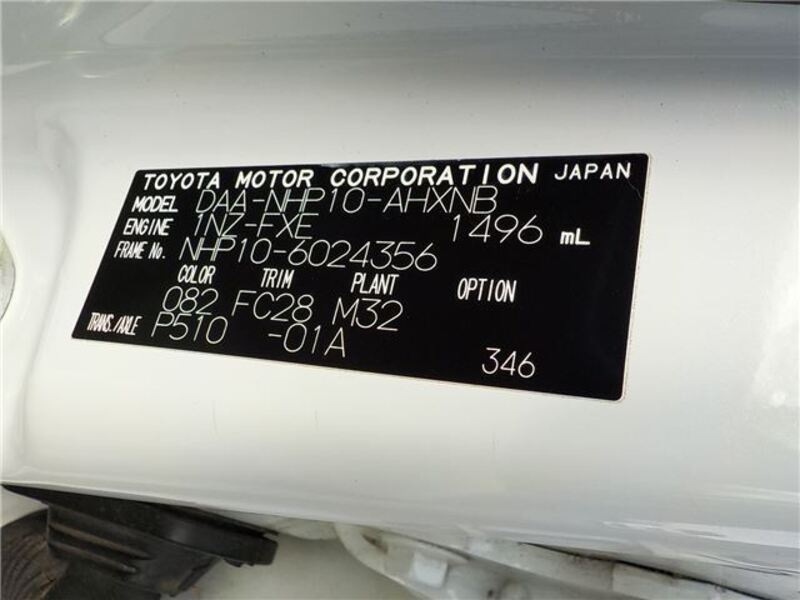 TOYOTA MOTOR CORPORATION JAPAN
MODEL DAA-NHP10-AHXNB
ENGINE 1NZ-FXE 1496 mL
FRAME No. NHP10-6024356
COLOR TRIM PLANT OPTION
082 FC28 M32
TRANS./AXLE P510 -01A
346